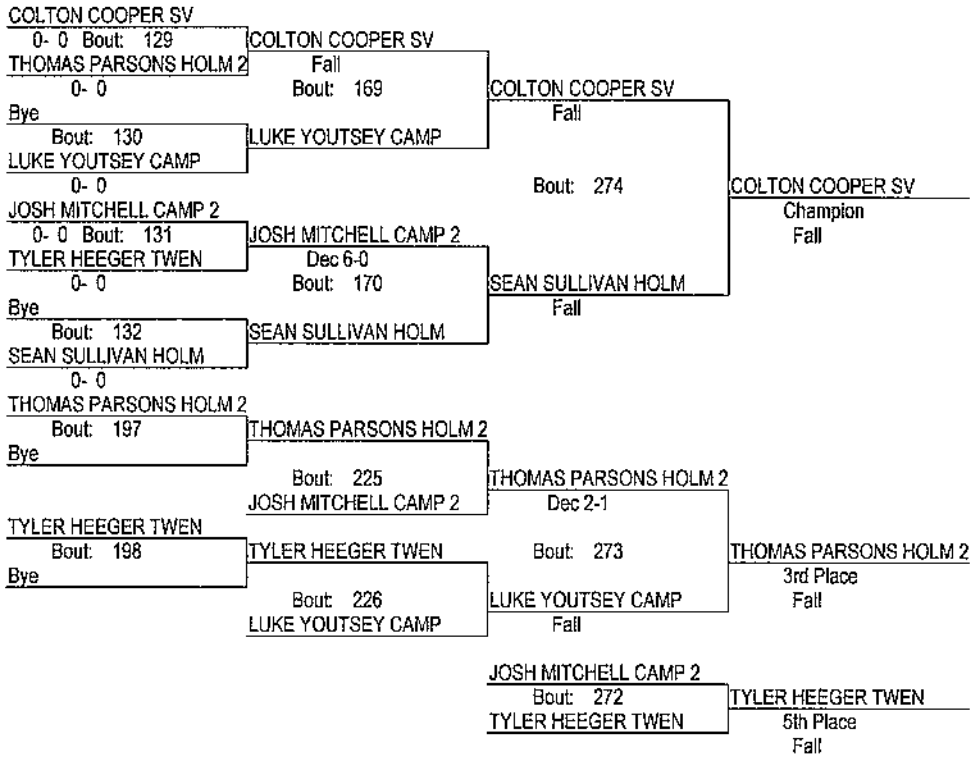 COLTON COOPER SV
0- 0 Bout: 129
THOMAS PARSONS HOLM 2
0- 0
Bye
Bout: 130
LUKE YOUTSEY CAMP
0- 0
JOSH MITCHELL CAMP 2
0- 0 Bout: 131
TYLER HEEGER TWEN
0- 0
Bye
Bout: 132
SEAN SULLIVAN HOLM
0- 0
COLTON COOPER SV
Fall
Bout: 169
LUKE YOUTSEY CAMP
JOSH MITCHELL CAMP 2
Dec 6-0
Bout: 170
SEAN SULLIVAN HOLM
COLTON COOPER SV
Fall
Bout: 274
SEAN SULLIVAN HOLM
Fall
COLTON COOPER SV
Champion
Fall
THOMAS PARSONS HOLM 2
Bout: 197
Bye
TYLER HEEGER TWEN
Bout: 198
Bye
THOMAS PARSONS HOLM 2
Bout: 225
JOSH MITCHELL CAMP 2
TYLER HEEGER TWEN
Bout: 226
LUKE YOUTSEY CAMP
THOMAS PARSONS HOLM 2
Dec 2-1
Bout: 273
LUKE YOUTSEY CAMP
Fall
THOMAS PARSONS HOLM 2
3rd Place
Fall
JOSH MITCHELL CAMP 2
Bout: 272
TYLER HEEGER TWEN
TYLER HEEGER TWEN
5th Place
Fall